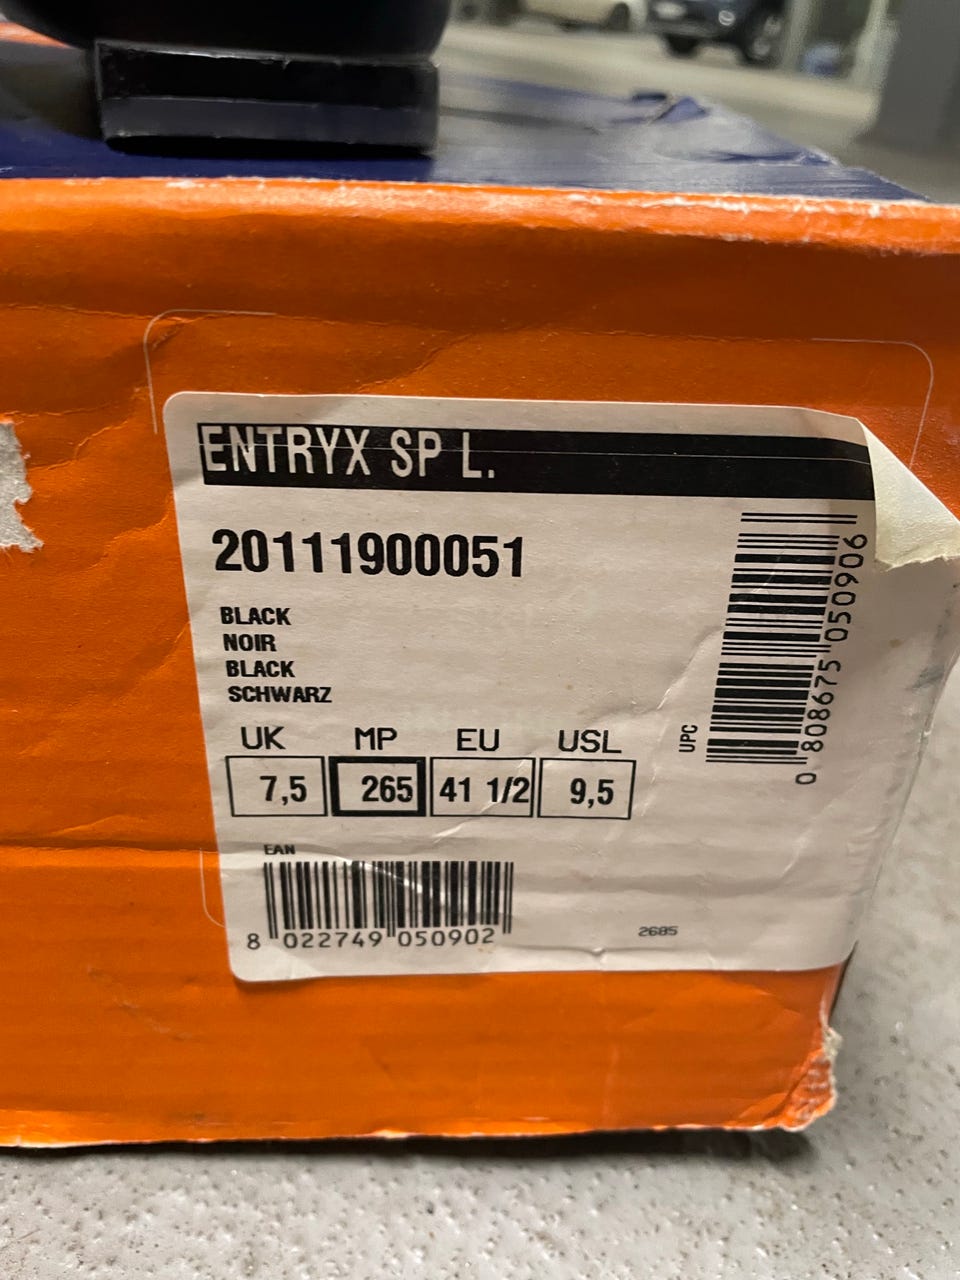 ENTRYX SP L.
20111900051
BLACK
NOIR
BLACK
SCHWARZ
UK MP EU USL
7,5 265 41 1/2 9,5
UPC
0 808675 050906
EAN
8 022749 050902
2685